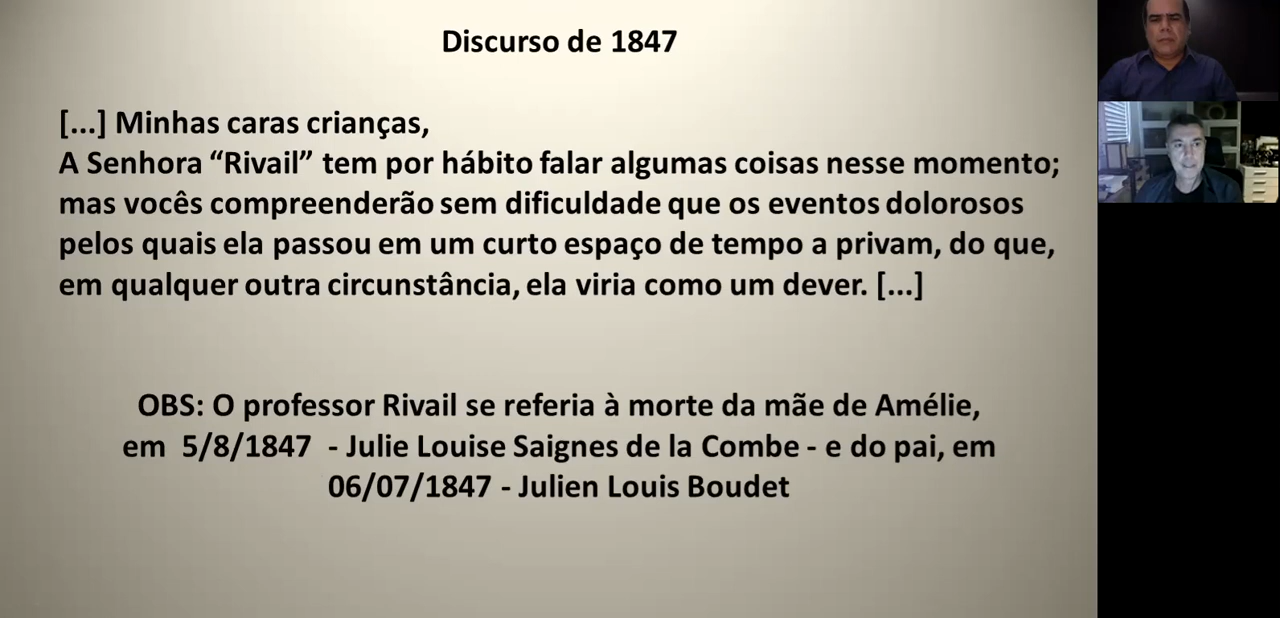 Discurso de 1847
[...] Minhas caras crianças,
A Senhora “Rivail” tem por hábito falar algumas coisas nesse momento;
mas vocês compreenderão sem dificuldade que os eventos dolorosos
pelos quais ela passou em um curto espaço de tempo a privam, do que,
em qualquer outra circunstância, ela viria como um dever. [...]
OBS: O professor Rivail se referia à morte da mãe de Amélie,
em 5/8/1847 - Julie Louise Saignes de la Combe - e do pai, em
06/07/1847 - Julien Louis Boudet